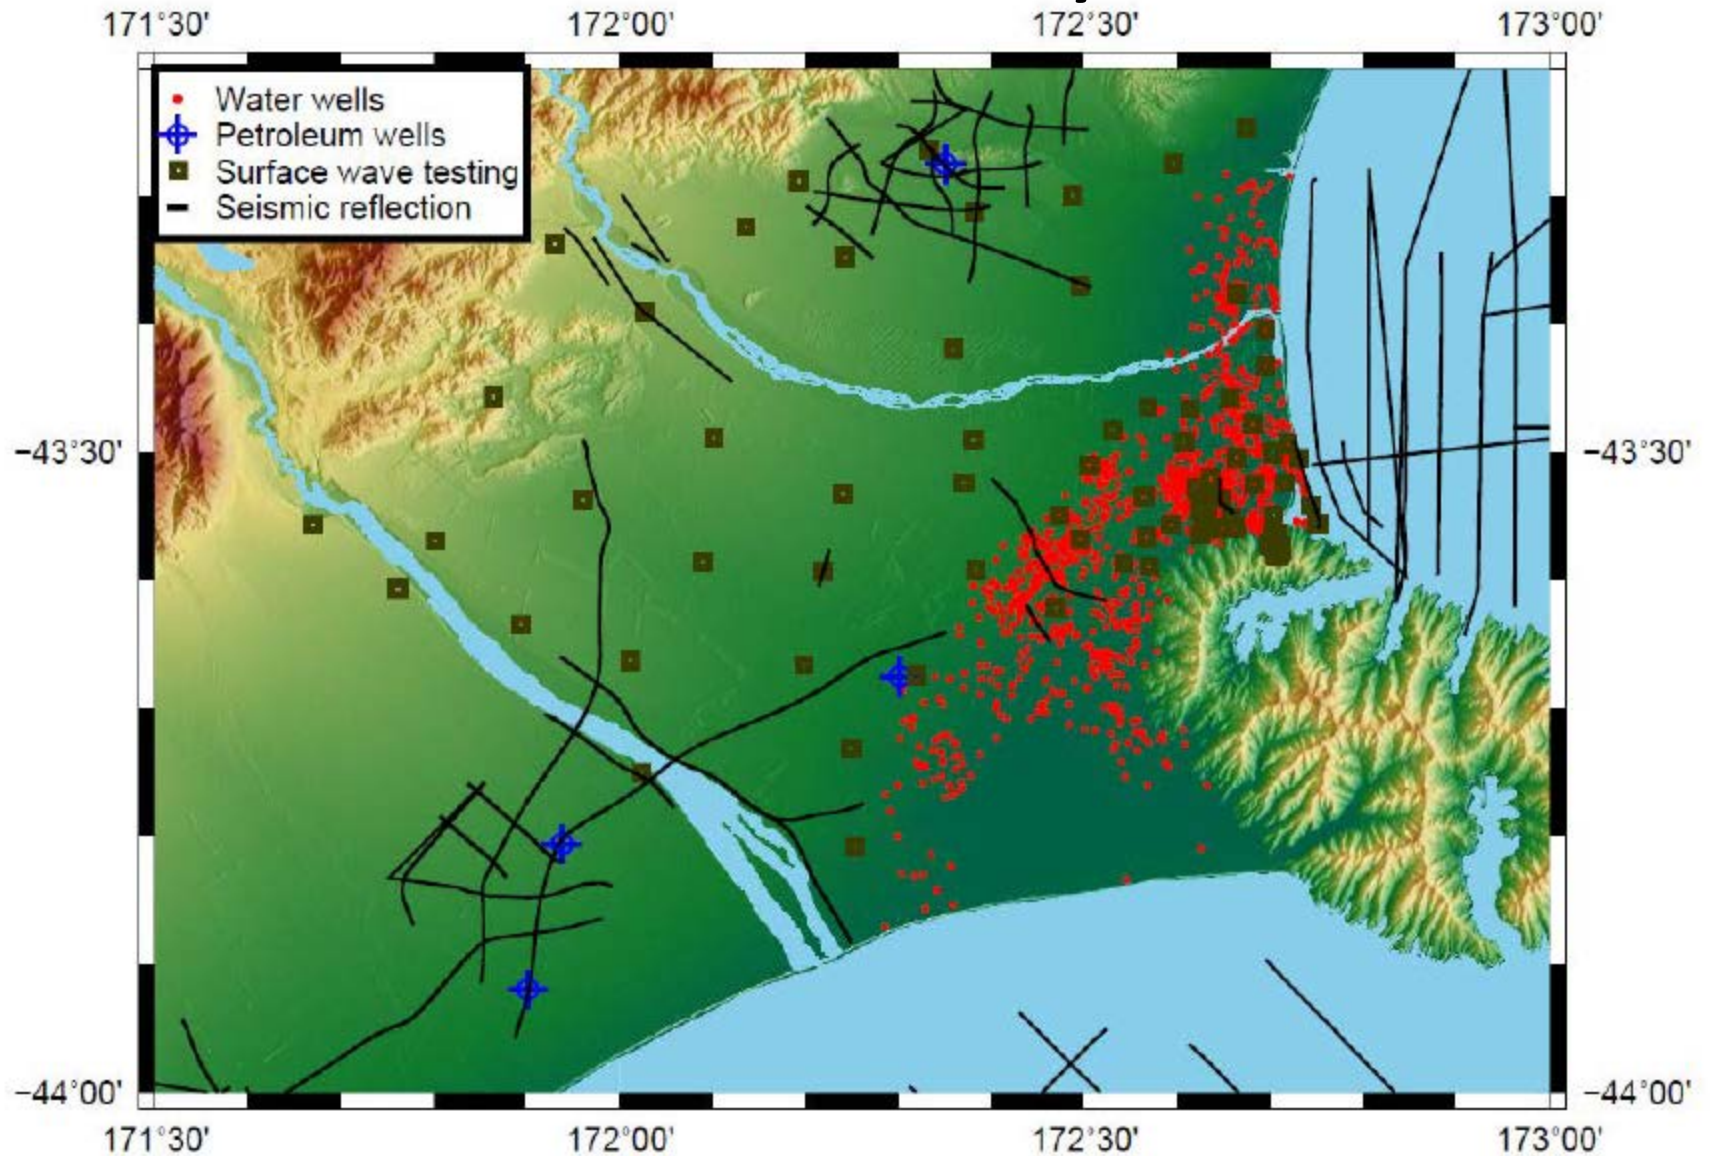 171°30' 172°00' 172°30' 173°00'
Water wells
Petroleum wells
Surface wave testing
Seismic reflection
−43°30' −43°30'
−44°00' −44°00'
171°30' 172°00' 172°30' 173°00'